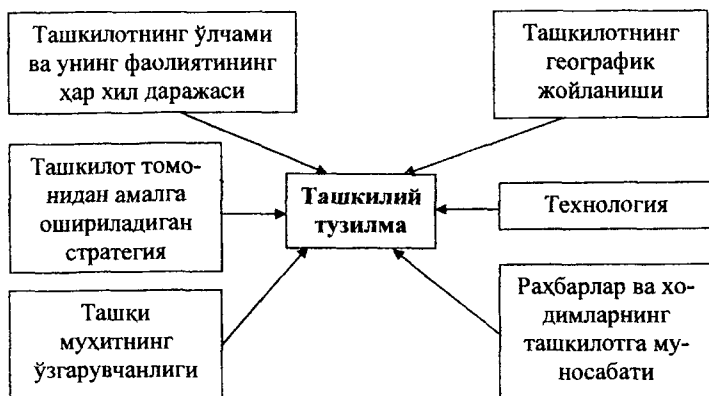 Ташкилотнинг ўлчами
ва унинг фаолиятининг
ҳар хил даражаси
Ташкилотнинг
географик
жойланиши
Ташкилот томо-
нидан амалга
ошириладиган
стратегия
Ташкилий
тузилма
Технология
Ташқи
муҳитнинг
ўзгарувчанлиги
Раҳбарлар ва хо-
димларнинг
ташкилотга му-
носабати